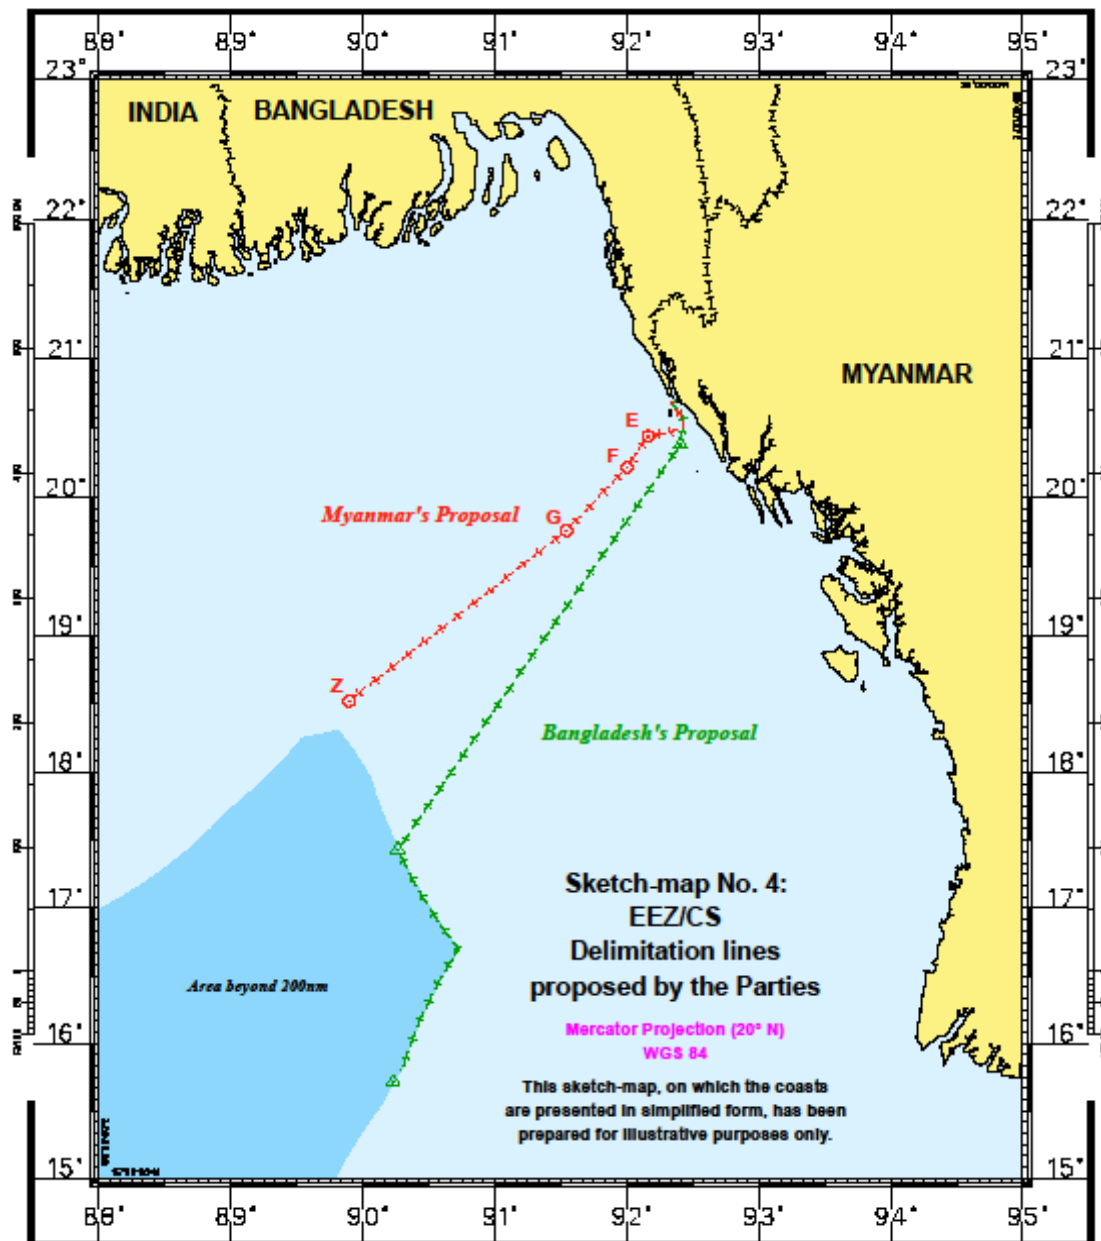 88° 89° 90° 91° 92° 93° 94° 95°
23° 23°
INDIA BANGLADESH
22° 22°
21° 21°
MYANMAR
E
F
20° 20°
Myanmar's Proposal G
19° 19°
Z
Bangladesh's Proposal
18° 18°
17° 17°
Sketch-map No. 4:
EEZ/CS
Delimitation lines
proposed by the Parties
Area beyond 200nm
16° 16°
Mercator Projection (20° N)
WGS 84
This sketch-map, on which the coasts
are presented in simplified form, has been
prepared for illustrative purposes only.
15° 15°
88° 89° 90° 91° 92° 93° 94° 95°